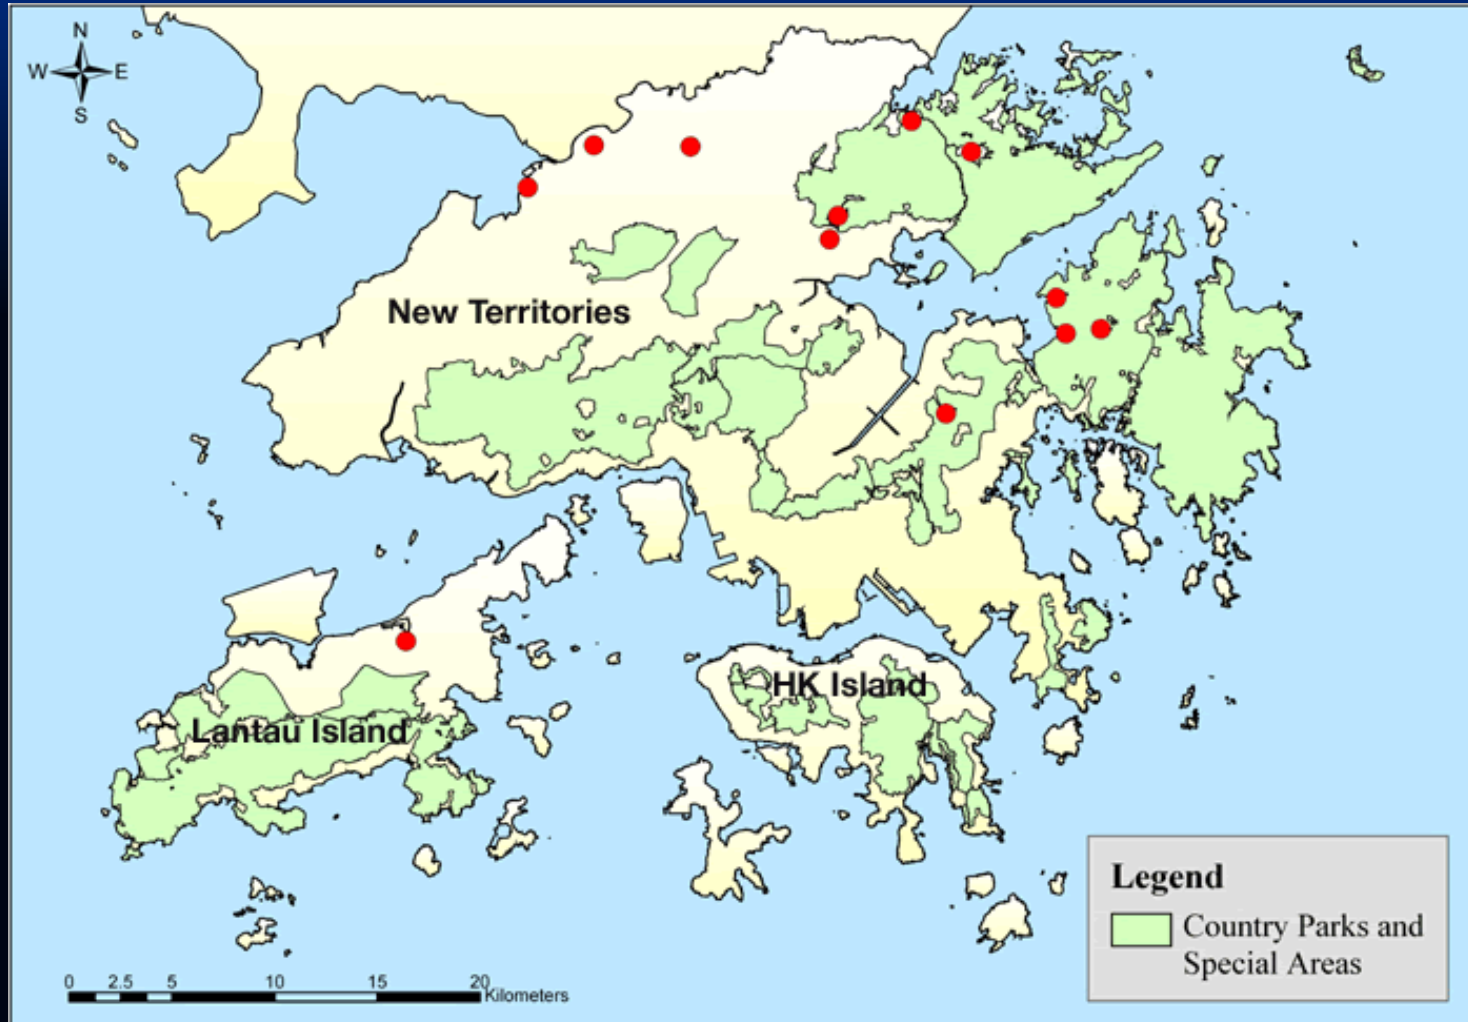 N
W E
S
New Territories
HK Island
Lantau Island
Legend
Country Parks and
Special Areas
0 2.5 5 10 15 20
Kilometers